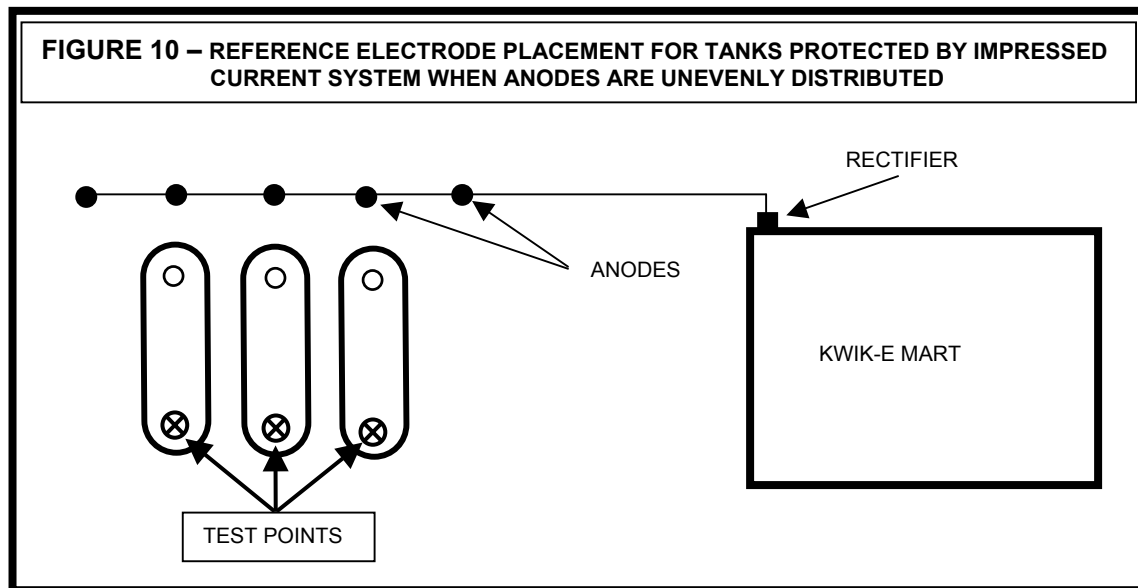 FIGURE 10 – REFERENCE ELECTRODE PLACEMENT FOR TANKS PROTECTED BY IMPRESSED
CURRENT SYSTEM WHEN ANODES ARE UNEVENLY DISTRIBUTED
RECTIFIER
ANODES
KWIK-E MART
TEST POINTS